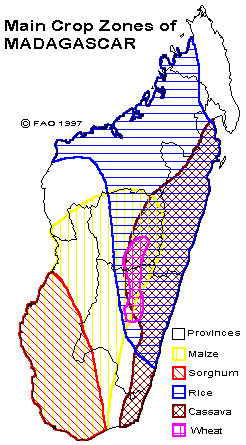 Main Crop Zones of
MADAGASCAR
© FAO 1997
Provinces
Maize
Sorghum
Rice
Cassava
Wheat